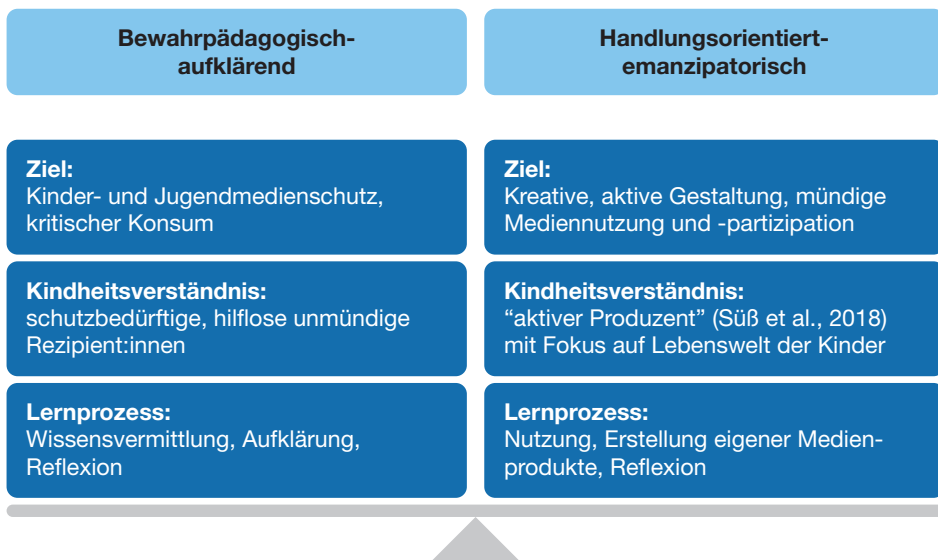 Bewahrpädagogisch-
aufklärend
Handlungsorientiert-
emanzipatorisch
Ziel:
Kinder- und Jugendmedienschutz,
kritischer Konsum
Ziel:
Kreative, aktive Gestaltung, mündige
Mediennutzung und -partizipation
Kindheitsverständnis:
schutzbedürftige, hilflose unmündige
Rezipient:innen
Kindheitsverständnis:
“aktiver Produzent” (Süß et al., 2018)
mit Fokus auf Lebenswelt der Kinder
Lernprozess:
Wissensvermittlung, Aufklärung,
Reflexion
Lernprozess:
Nutzung, Erstellung eigener Medien-
produkte, Reflexion